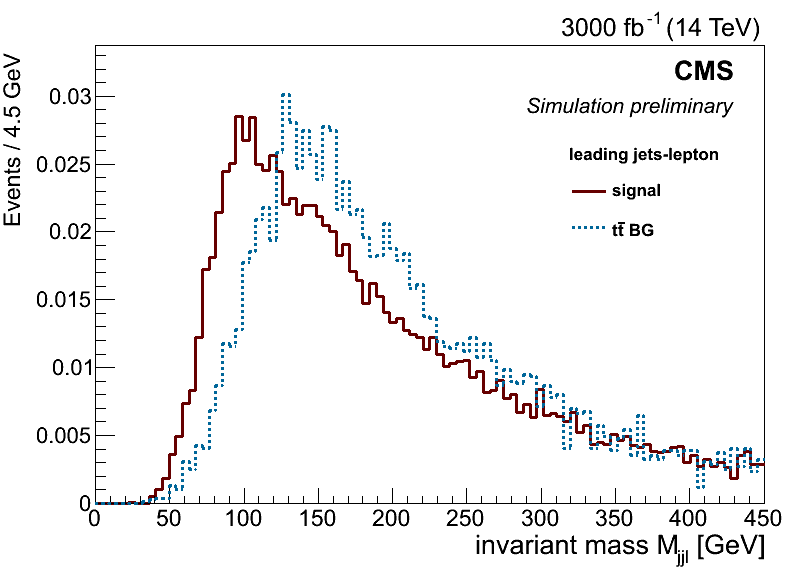 3000 fb⁻¹ (14 TeV)
CMS
Simulation preliminary
leading jets-lepton
signal
tt̄ BG
Events / 4.5 GeV
0.03
0.025
0.02
0.015
0.01
0.005
0
0 50 100 150 200 250 300 350 400 450
invariant mass M_jjl [GeV]